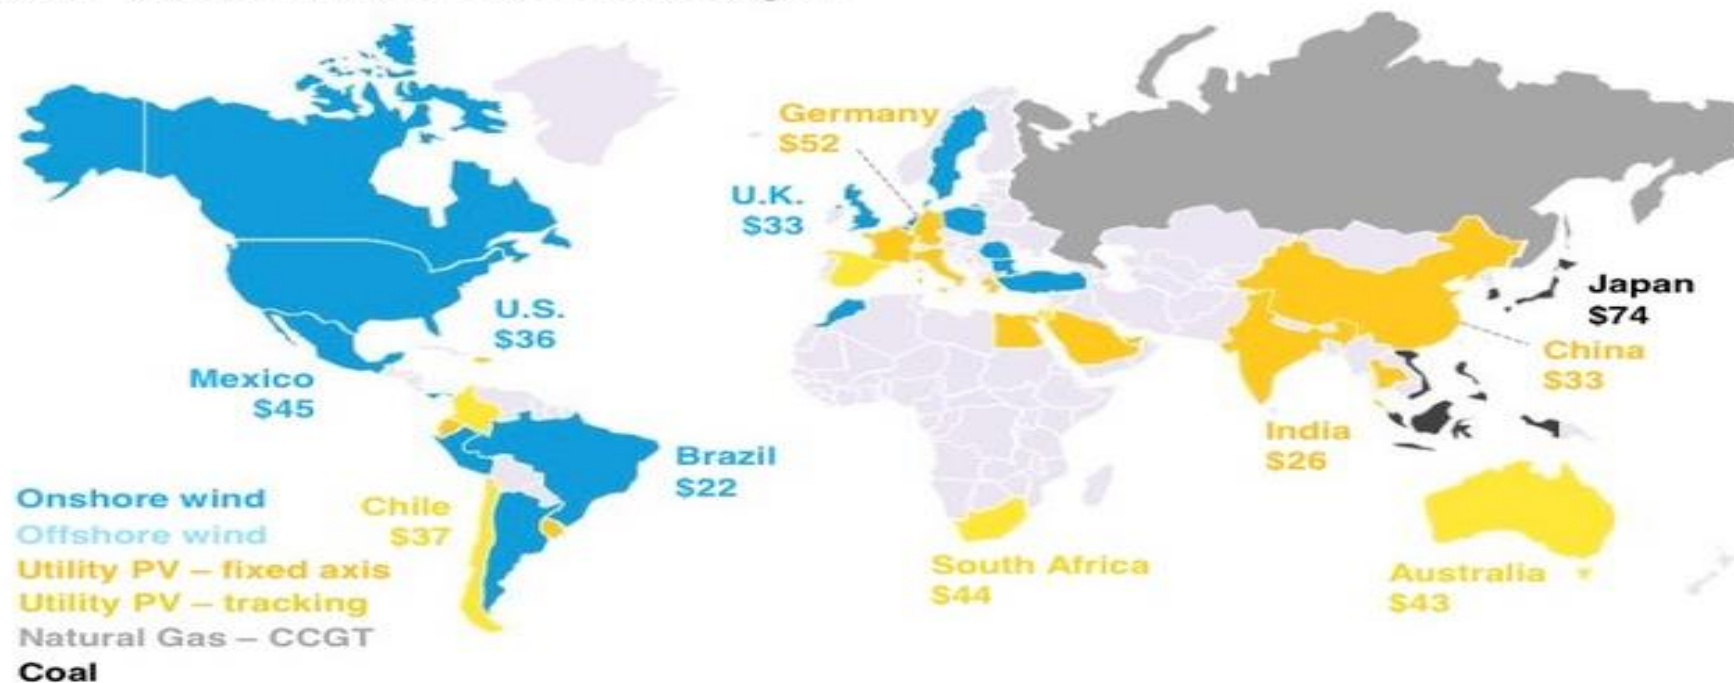 Germany
$52
U.K.
$33
U.S.
$36
Japan
$74
China
$33
Mexico
$45
India
$26
Brazil
$22
Chile
$37
South Africa
$44
Australia
$43
Onshore wind
Offshore wind
Utility PV – fixed axis
Utility PV – tracking
Natural Gas – CCGT
Coal